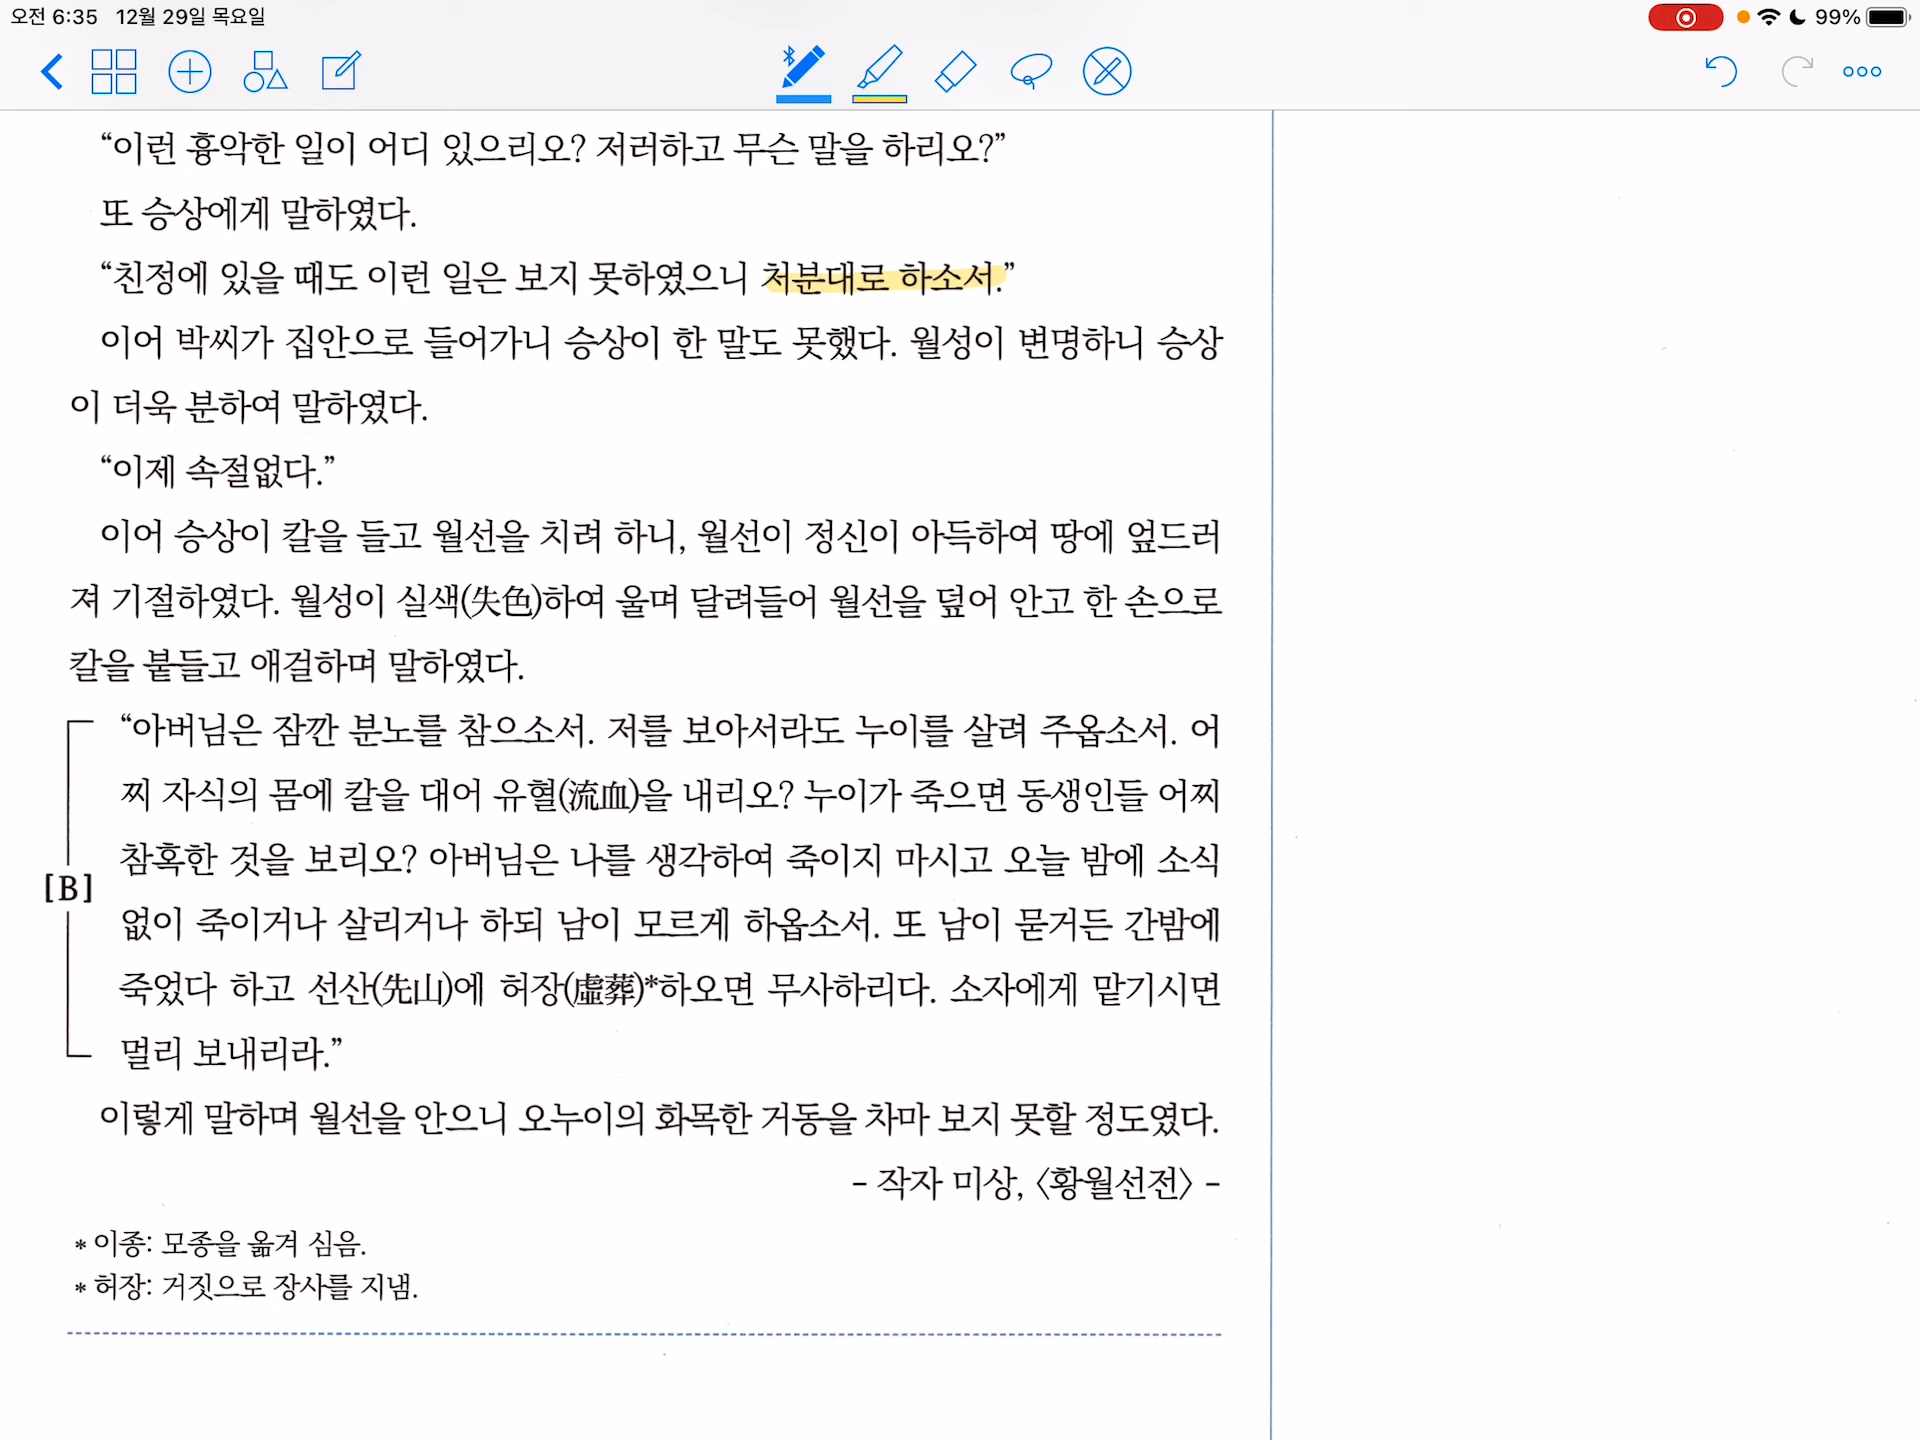 오전 6:35 12월 29일 목요일
99%
“이런 흉악한 일이 어디 있으리오? 저러하고 무슨 말을 하리오?”
또 승상에게 말하였다.
“친정에 있을 때도 이런 일은 보지 못하였으니 처분대로 하소서.”
이어 박씨가 집안으로 들어가니 승상이 한 말도 못했다. 월성이 변명하니 승상
이 더욱 분하여 말하였다.
“이제 속절없다.”
이어 승상이 칼을 들고 월선을 치려 하니, 월선이 정신이 아득하여 땅에 엎드러
져 기절하였다. 월성이 실색(失色)하여 울며 달려들어 월선을 덮어 안고 한 손으로
칼을 붙들고 애걸하며 말하였다.
“아버님은 잠깐 분노를 참으소서. 저를 보아서라도 누이를 살려 주옵소서. 어
찌 자식의 몸에 칼을 대어 유혈(流血)을 내리오? 누이가 죽으면 동생인들 어찌
참혹한 것을 보리오? 아버님은 나를 생각하여 죽이지 마시고 오늘 밤에 소식
[B]
없이 죽이거나 살리거나 하되 남이 모르게 하옵소서. 또 남이 묻거든 간밤에
죽었다 하고 선산(先山)에 허장(虛葬)*하오면 무사하리다. 소자에게 맡기시면
멀리 보내리라.”
이렇게 말하며 월선을 안으니 오누이의 화목한 거동을 차마 보지 못할 정도였다.
– 작자 미상, 〈황월선전〉 –
* 이종: 모종을 옮겨 심음.
* 허장: 거짓으로 장사를 지냄.